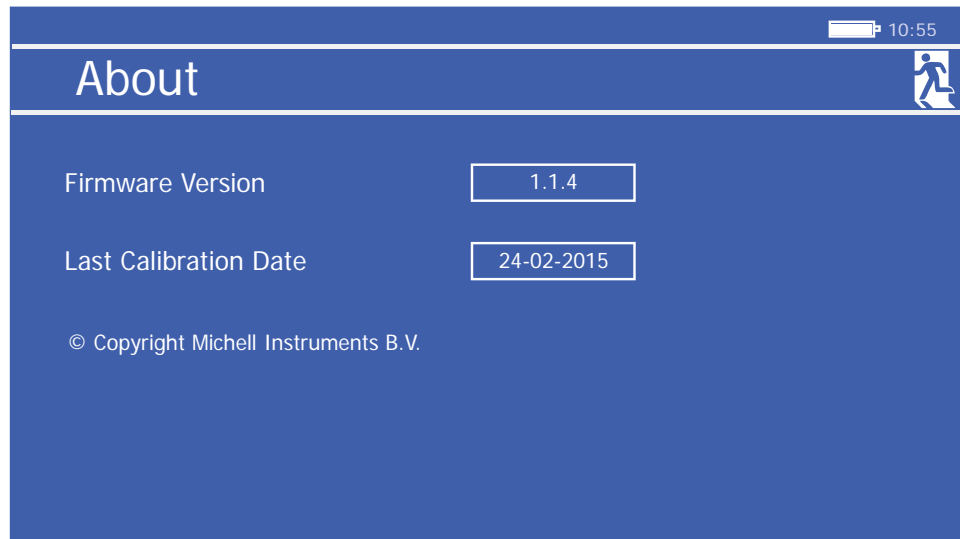 10:55
About
Firmware Version 1.1.4
Last Calibration Date 24-02-2015
© Copyright Michell Instruments B.V.